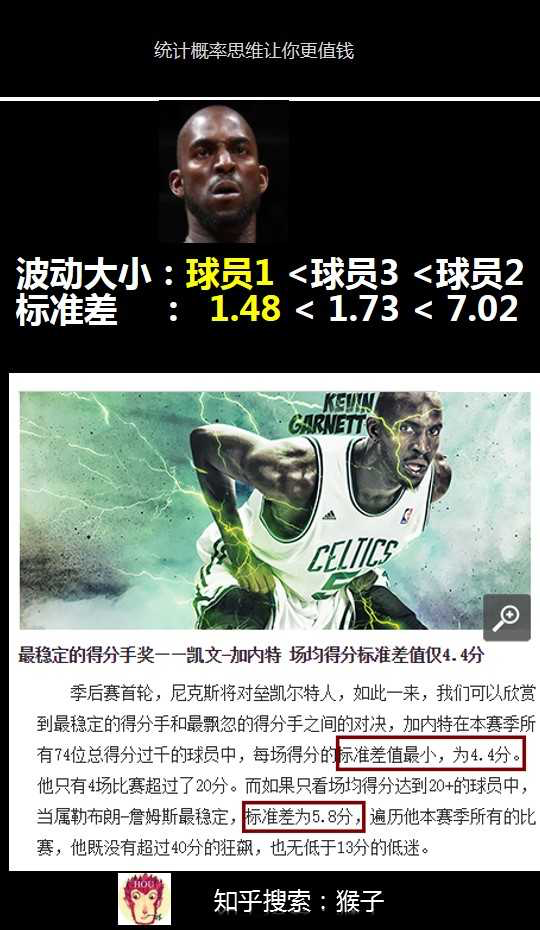 统计概率思维让你更值钱
波动大小：球员1 <球员3 <球员2
标准差　： 1.48 < 1.73 < 7.02
KEVIN
GARNETT
CELTICS
5
最稳定的得分手奖——凯文-加内特 场均得分标准差值仅4.4分
季后赛首轮，尼克斯将对垒凯尔特人，如此一来，我们可以欣赏
到最稳定的得分手和最飘忽的得分手之间的对决，加内特在本赛季所
有74位总得分过千的球员中，每场得分的标准差值最小，为4.4分。
他只有4场比赛超过了20分。而如果只看场均得分达到20+的球员中，
当属勒布朗-詹姆斯最稳定，标准差为5.8分，遍历他本赛季所有的比
赛，他既没有超过40分的狂飙，也无低于13分的低迷。
HOU
知乎搜索：猴子